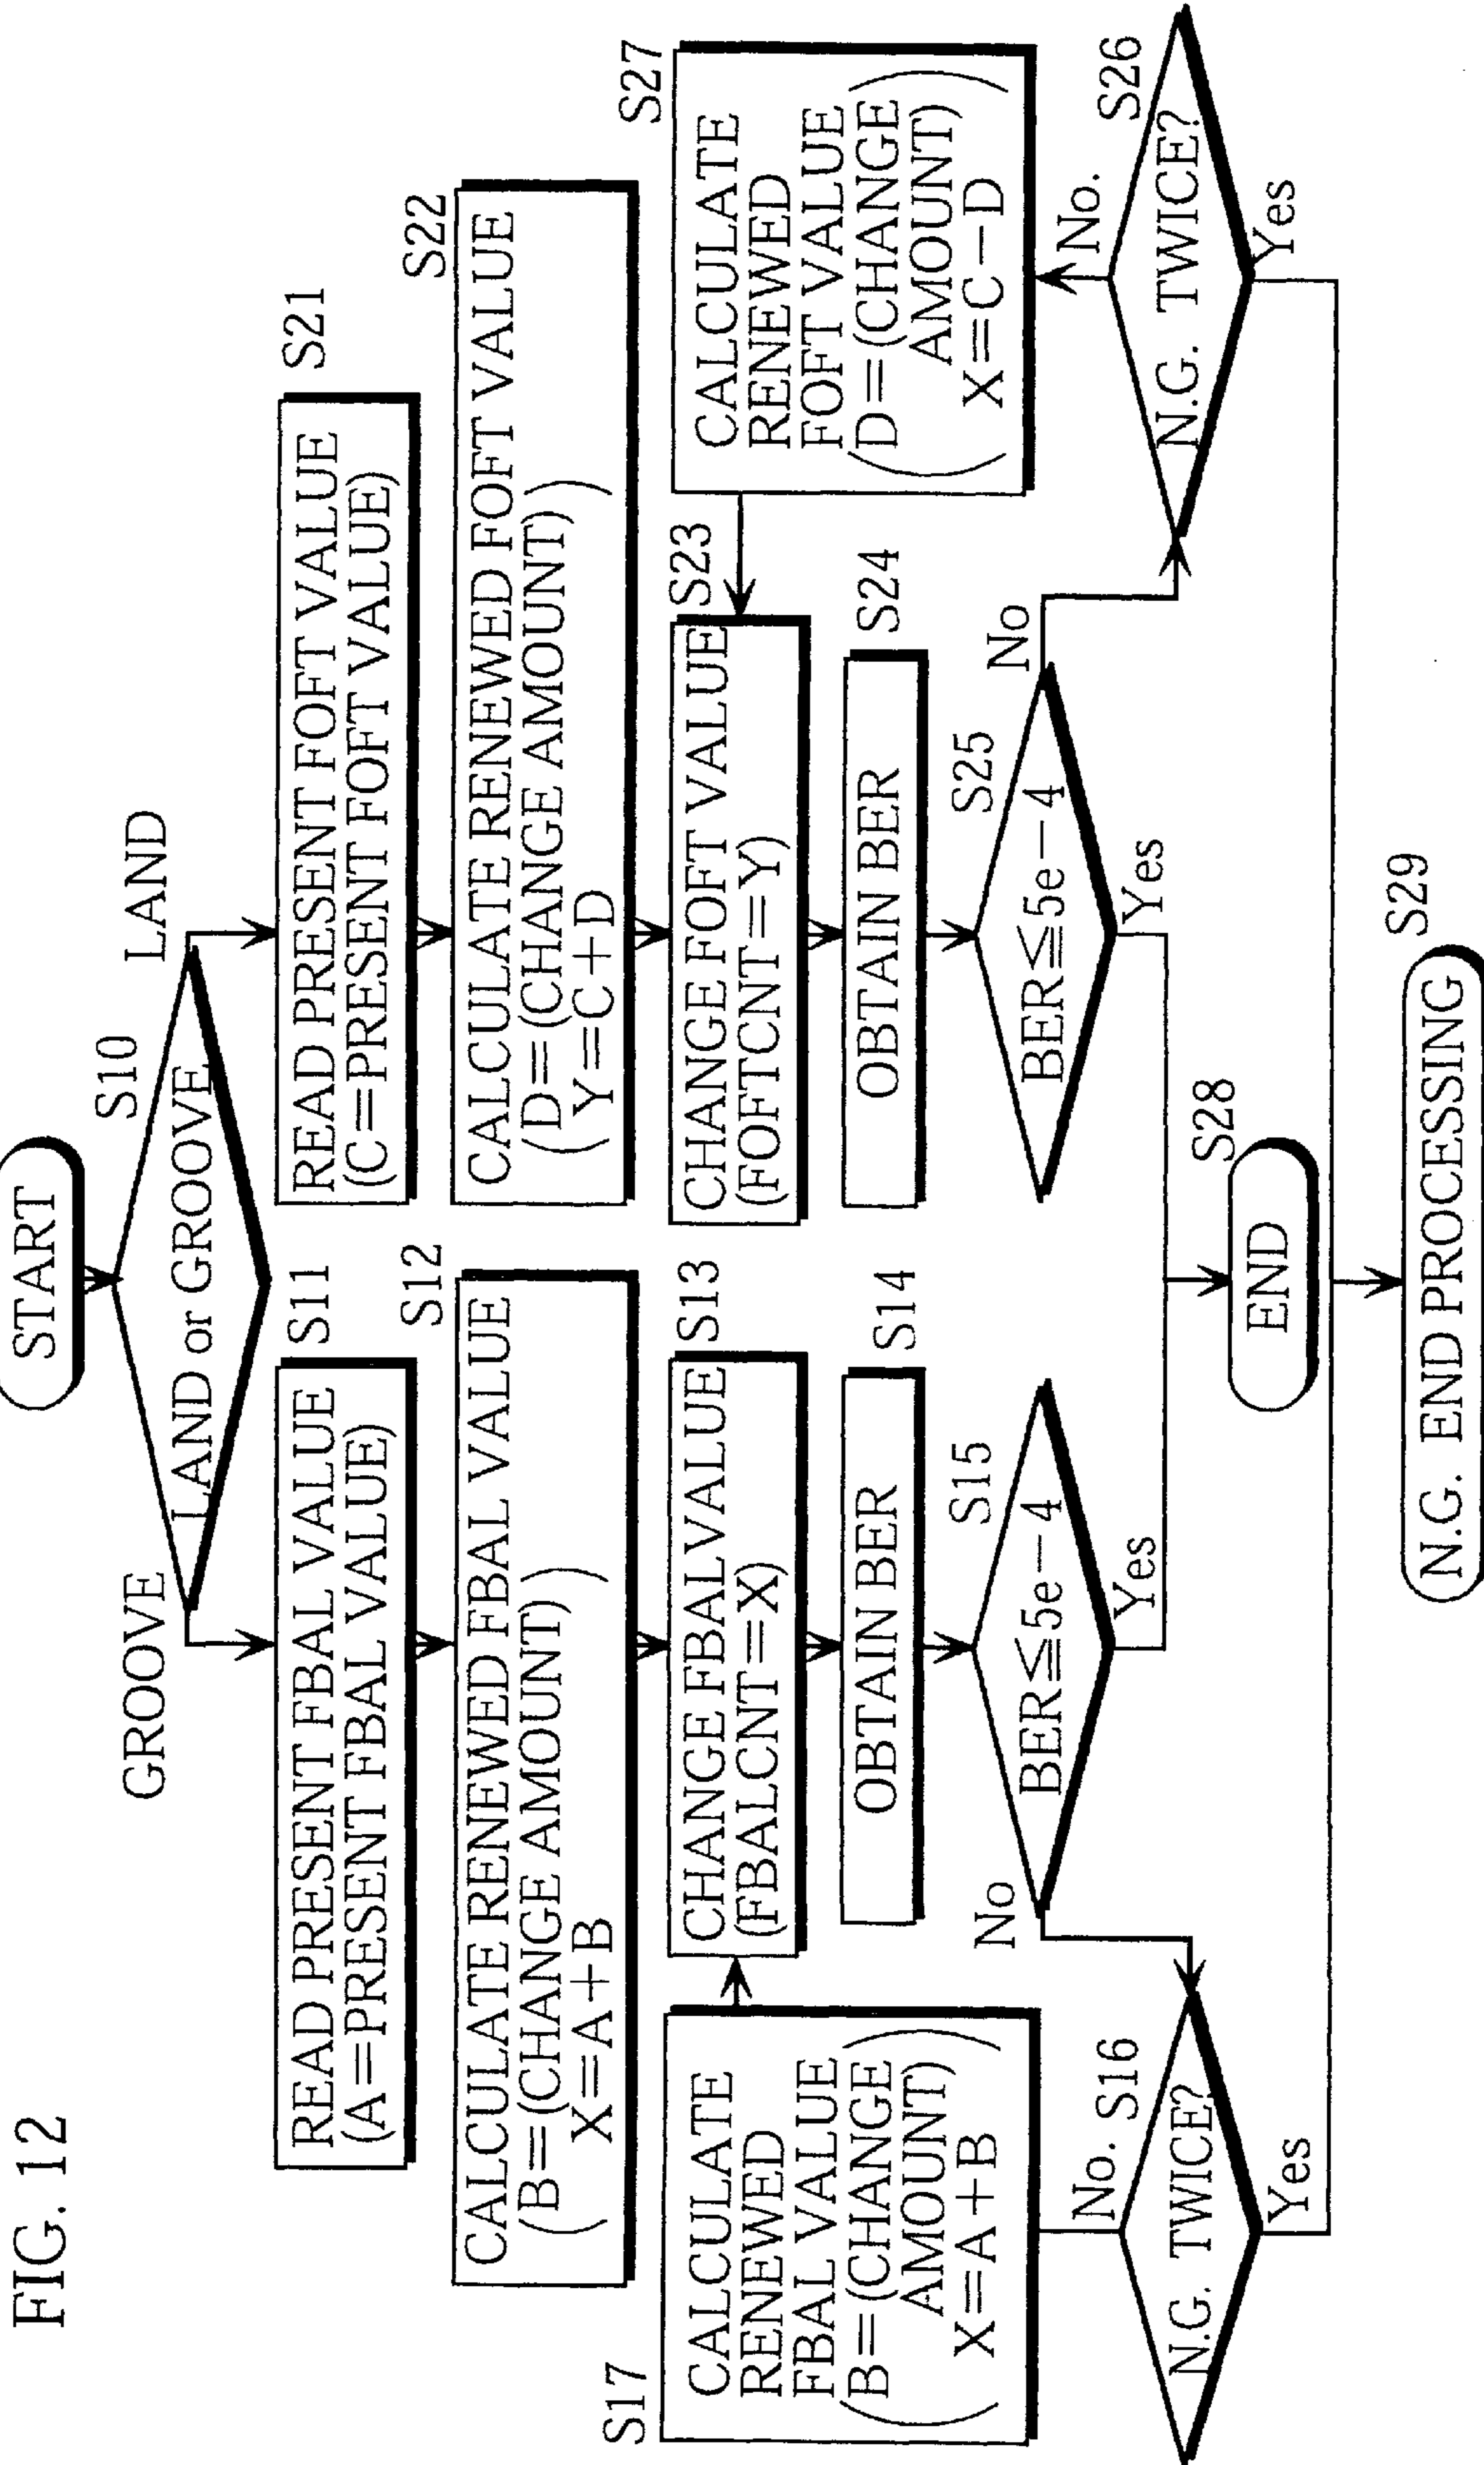 FIG. 12
START
S10
LAND or GROOVE
GROOVE
LAND
S11
READ PRESENT FBAL VALUE
(A=PRESENT FBAL VALUE)
S12
CALCULATE RENEWED FBAL VALUE
(B=(CHANGE AMOUNT)
X=A+B)
S13
CHANGE FBALVALUE
(FBALCNT=X)
S14
OBTAIN BER
S15
BER≦5e-4
No
Yes
S16
N.G. TWICE?
No.
Yes
S17
CALCULATE
RENEWED
FBAL VALUE
(B=(CHANGE
AMOUNT)
X=A+B)
S21
READ PRESENT FOFT VALUE
(C=PRESENT FOFT VALUE)
S22
CALCULATE RENEWED FOFT VALUE
(D=(CHANGE AMOUNT)
Y=C+D)
S23
CHANGE FOFT VALUE
(FOFTCNT=Y)
S24
OBTAIN BER
S25
BER≦5e-4
No
Yes
S26
N.G. TWICE?
No.
Yes
S27
CALCULATE
RENEWED
FOFT VALUE
(D=(CHANGE
AMOUNT)
X=C-D)
S28
END
S29
N.G. END PROCESSING